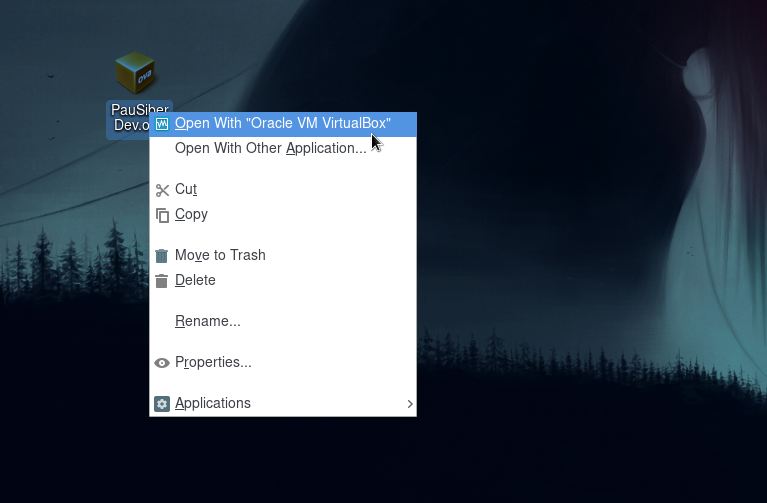 ova
PauSiber
Dev.o
Open With "Oracle VM VirtualBox"
Open With Other Application...
Cut
Copy
Move to Trash
Delete
Rename...
Properties...
Applications